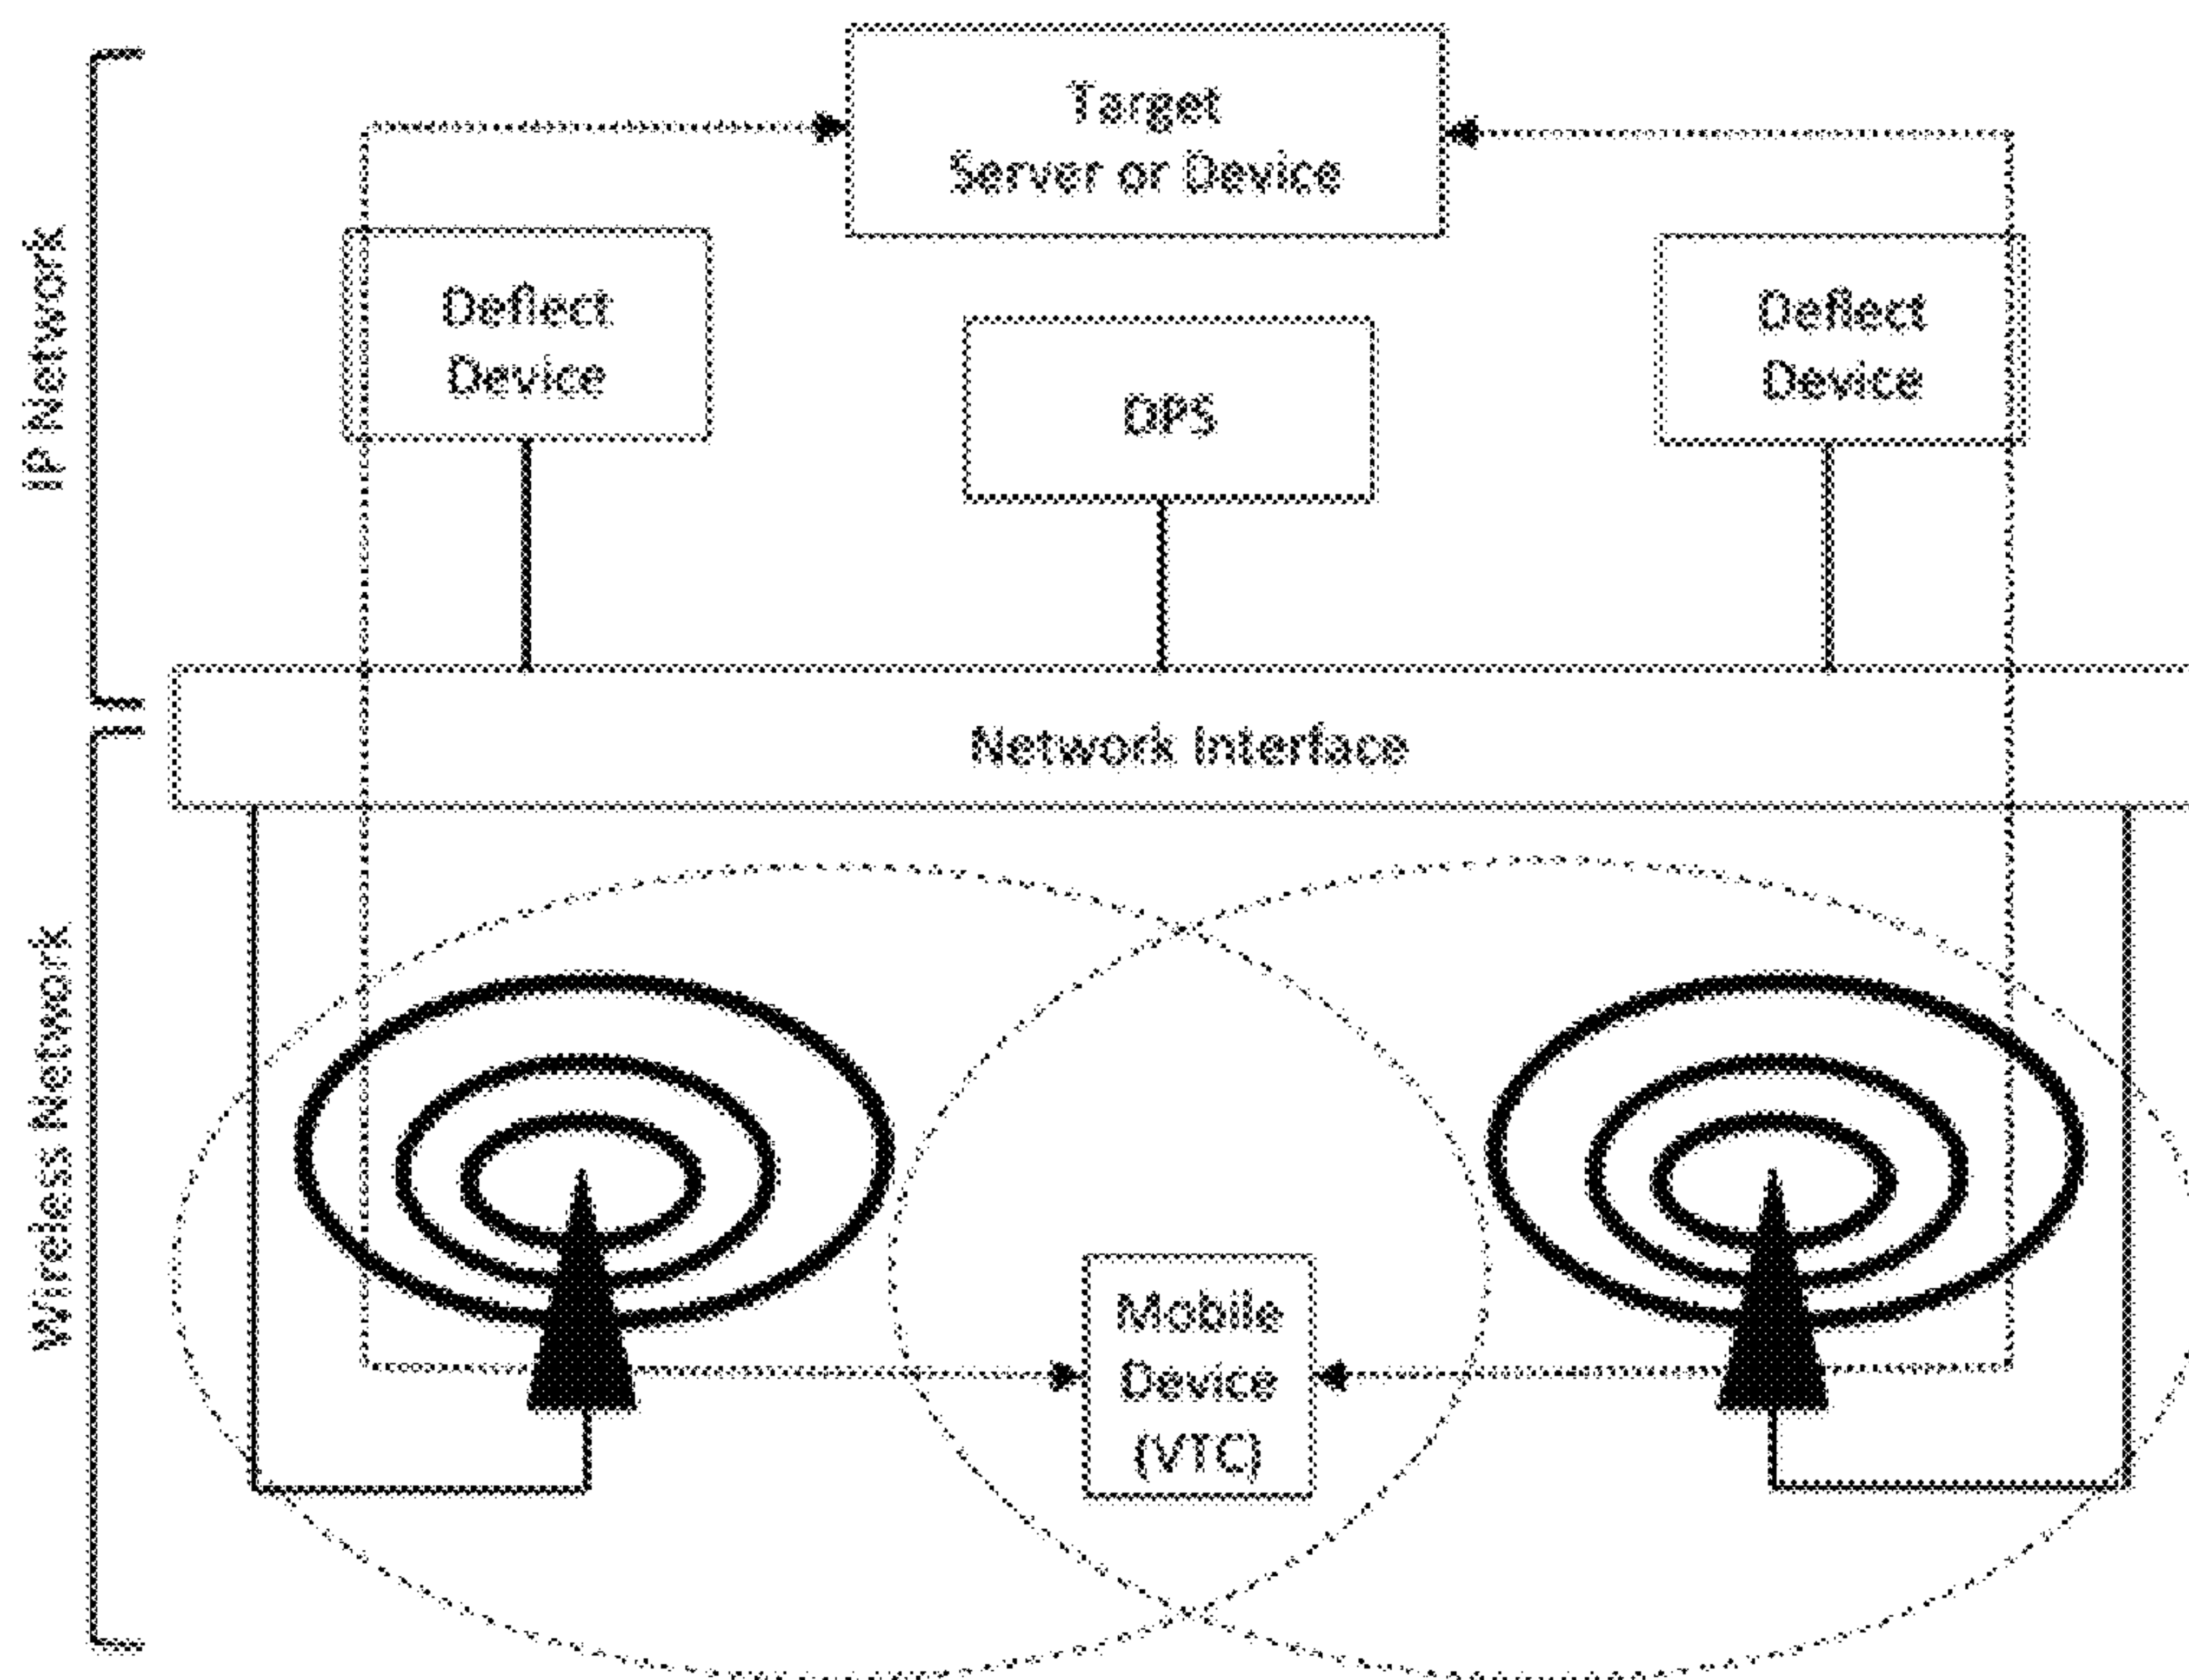 Target
Server or Device
IP Network
Deflect
Device
Deflect
Device
DPS
Network Interface
Wireless Network
Mobile
Device
(VTC)